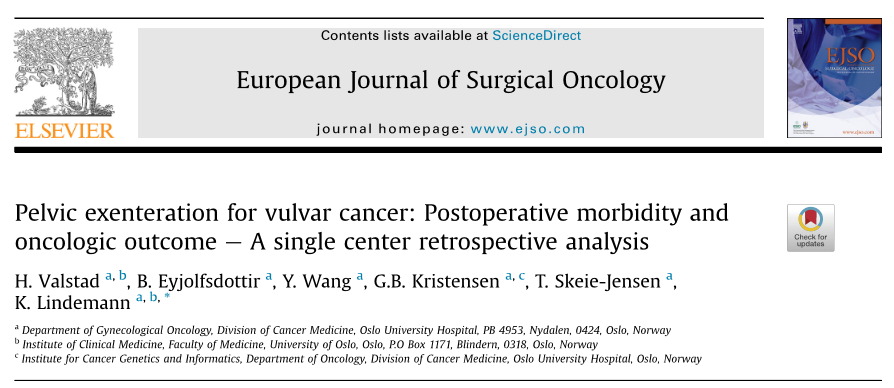 Contents lists available at ScienceDirect
European Journal of Surgical Oncology
journal homepage: www.ejso.com
ELSEVIER
EJSO
www.ejso.com
Check for
updates
Pelvic exenteration for vulvar cancer: Postoperative morbidity and
oncologic outcome — A single center retrospective analysis
H. Valstad a, b, B. Eyjolfsdottir a, Y. Wang a, G.B. Kristensen a, c, T. Skeie-Jensen a,
K. Lindemann a, b, *
a Department of Gynecological Oncology, Division of Cancer Medicine, Oslo University Hospital, PB 4953, Nydalen, 0424, Oslo, Norway
b Institute of Clinical Medicine, Faculty of Medicine, University of Oslo, Oslo, P.O Box 1171, Blindern, 0318, Oslo, Norway
c Institute for Cancer Genetics and Informatics, Department of Oncology, Division of Cancer Medicine, Oslo University Hospital, Oslo, Norway